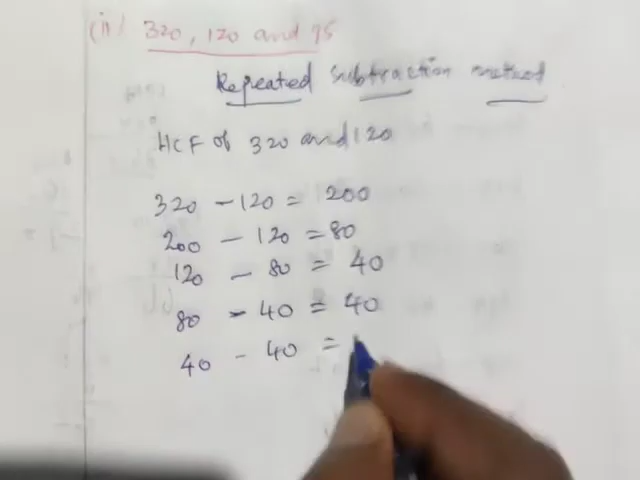 (ii) 320, 120 and 95
Repeated subtraction method
HCF of 320 and 120
320 - 120 = 200
200 - 120 = 80
120 - 80 = 40
80 - 40 = 40
40 - 40 =